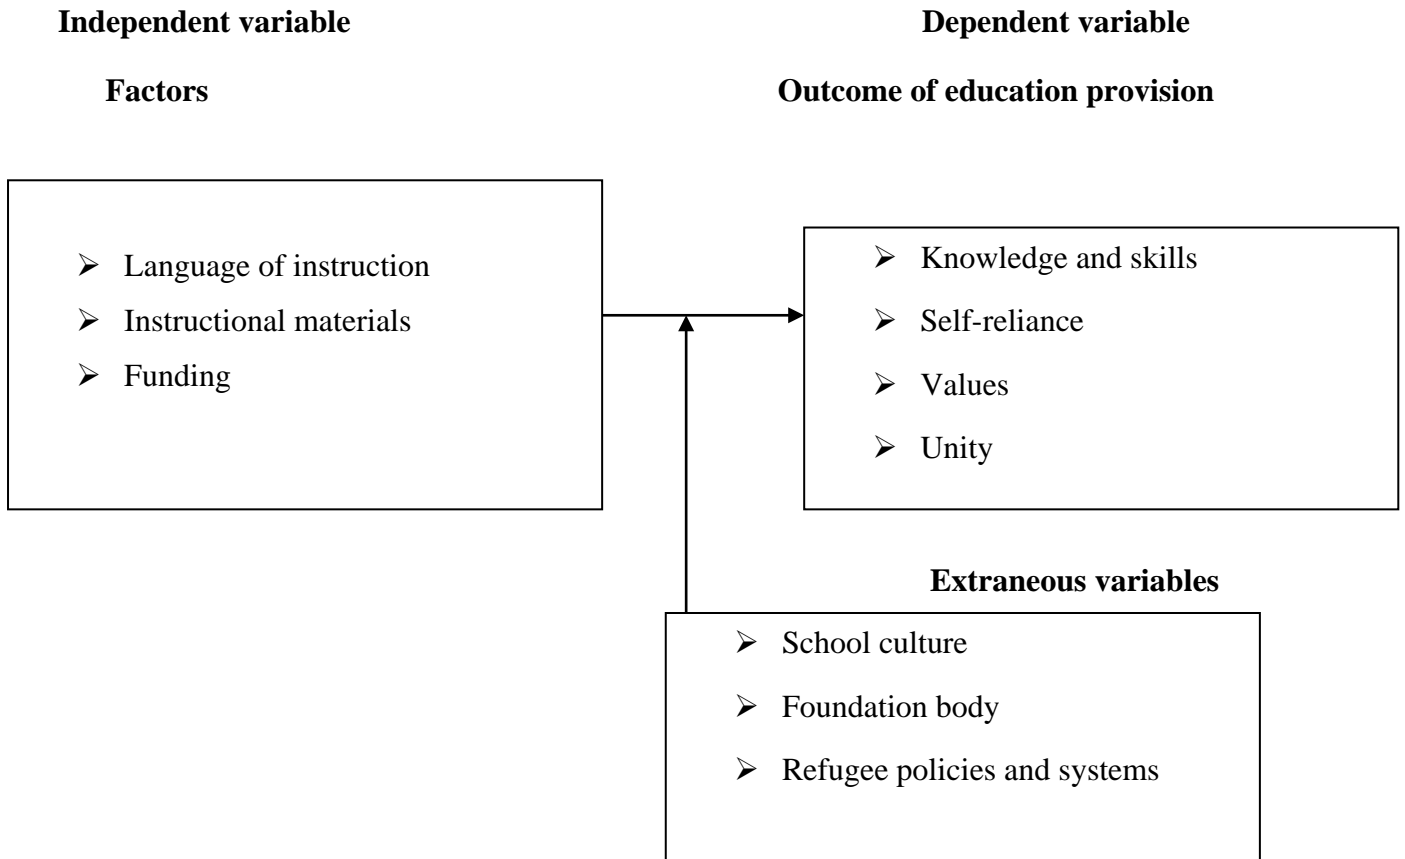 Independent variable
Dependent variable
Factors
Outcome of education provision
➢ Language of instruction
➢ Instructional materials
➢ Funding
➢ Knowledge and skills
➢ Self-reliance
➢ Values
➢ Unity
Extraneous variables
➢ School culture
➢ Foundation body
➢ Refugee policies and systems